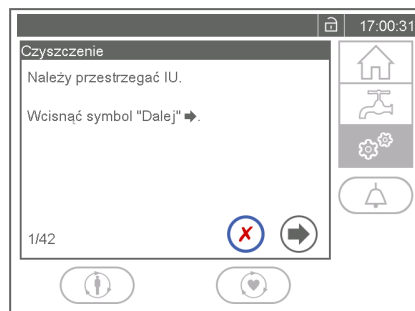 17:00:31
Czyszczenie
Należy przestrzegać IU.
Wcisnąć symbol "Dalej" ➡.
1/42